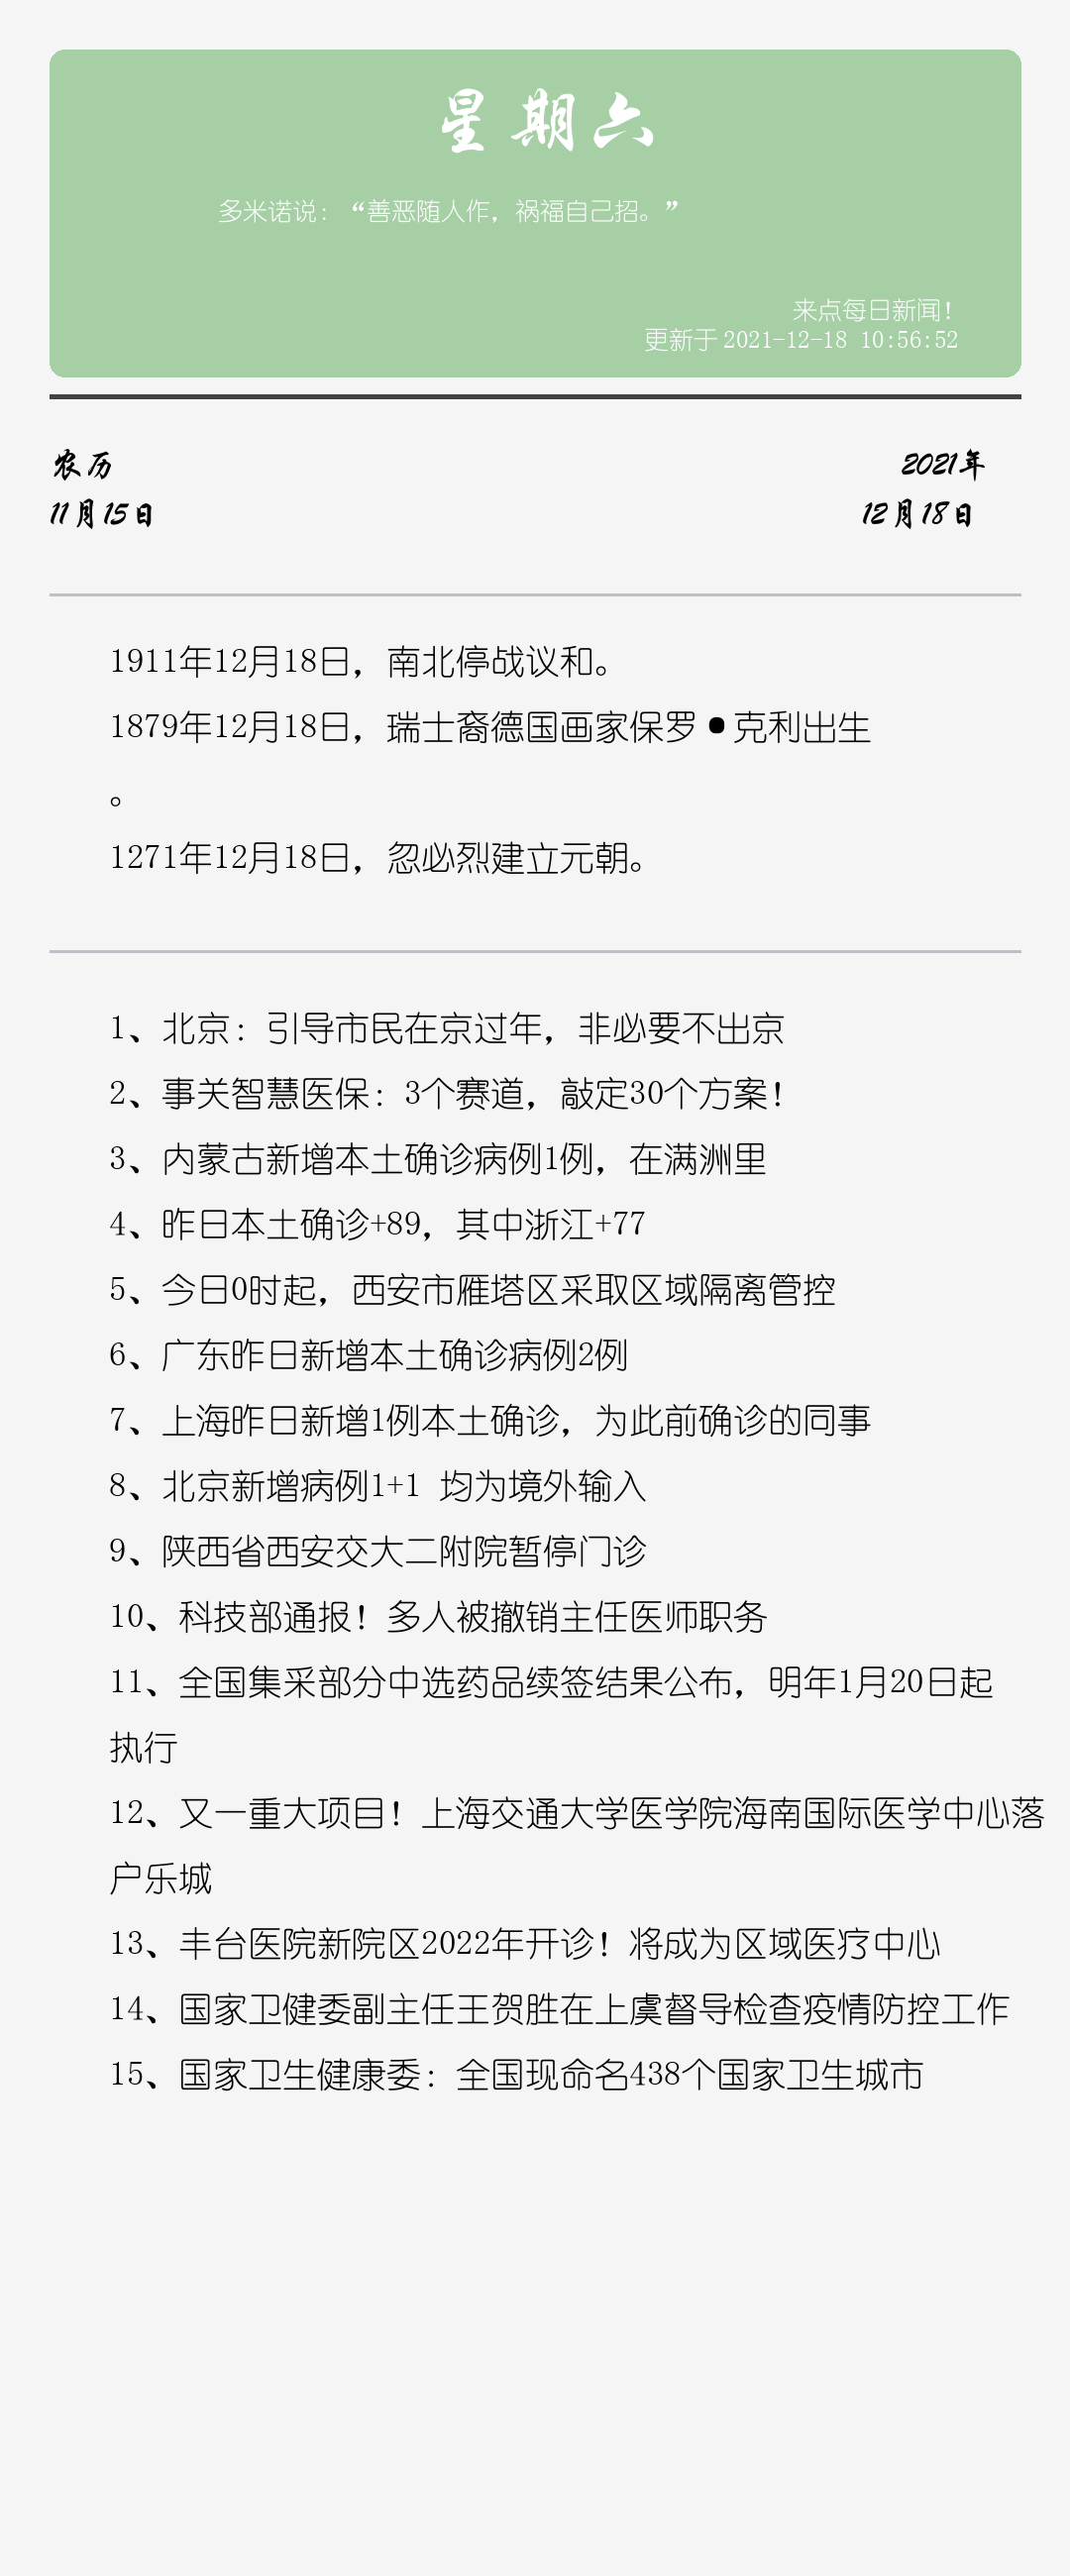 星期六
多米诺说：“善恶随人作，祸福自己招。”
来点每日新闻！
更新于2021-12-18 10:56:52
农历
2021年
11月15日
12月18日
1911年12月18日，南北停战议和。
1879年12月18日，瑞士裔德国画家保罗•克利出生
。
1271年12月18日，忽必烈建立元朝。
1、北京：引导市民在京过年，非必要不出京
2、事关智慧医保：3个赛道，敲定30个方案！
3、内蒙古新增本土确诊病例1例，在满洲里
4、昨日本土确诊+89，其中浙江+77
5、今日0时起，西安市雁塔区采取区域隔离管控
6、广东昨日新增本土确诊病例2例
7、上海昨日新增1例本土确诊，为此前确诊的同事
8、北京新增病例1+1 均为境外输入
9、陕西省西安交大二附院暂停门诊
10、科技部通报！多人被撤销主任医师职务
11、全国集采部分中选药品续签结果公布，明年1月20日起
执行
12、又一重大项目！上海交通大学医学院海南国际医学中心落
户乐城
13、丰台医院新院区2022年开诊！将成为区域医疗中心
14、国家卫健委副主任王贺胜在上虞督导检查疫情防控工作
15、国家卫生健康委：全国现命名438个国家卫生城市